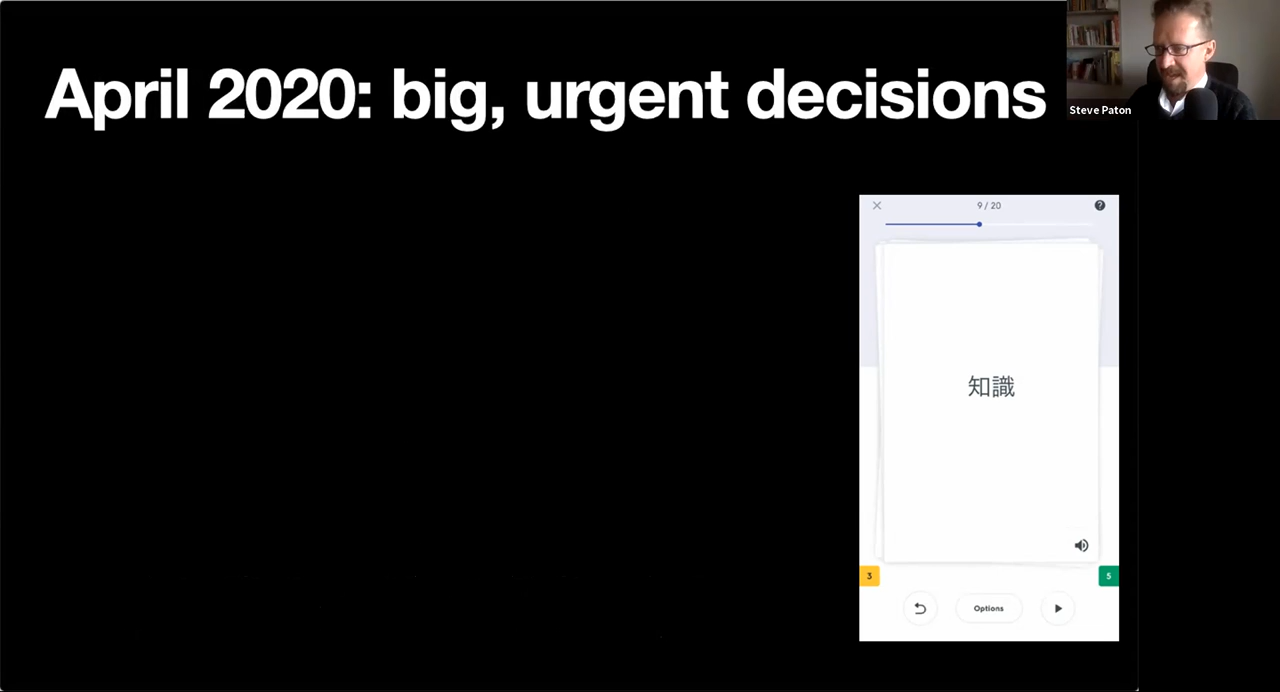 April 2020: big, urgent decisions
Steve Paton
9 / 20
?
知識
3
5
Options